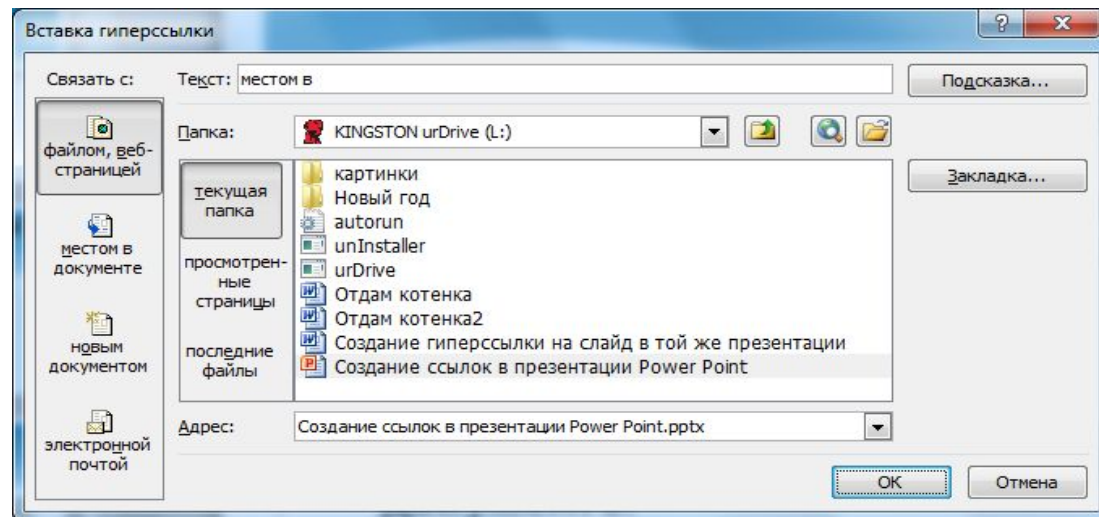 Вставка гиперссылки
Связать с:
Текст: местом в
Подсказка...
файлом, веб-
страницей
Папка:
KINGSTON urDrive (L:)
текущая
папка
картинки
Новый год
autorun
unInstaller
urDrive
Отдам котенка
Отдам котенка2
Создание гиперссылки на слайд в той же презентации
Создание ссылок в презентации Power Point
Закладка...
местом в
документе
просмотрен-
ные
страницы
новым
документом
последние
файлы
электронной
почтой
Адрес:
Создание ссылок в презентации Power Point.pptx
ОК
Отмена